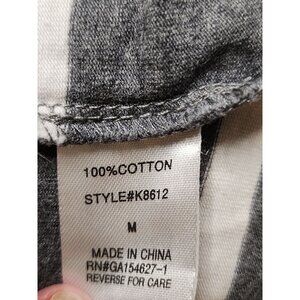 100%COTTON
STYLE#K8612
M
MADE IN CHINA
RN#GA154627-1
REVERSE FOR CARE